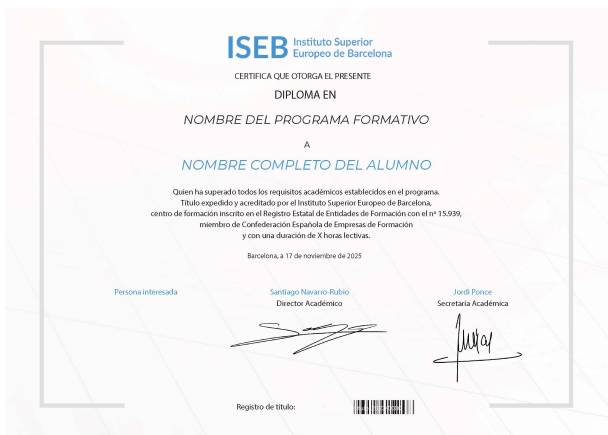 ISEB Instituto Superior
Europeo de Barcelona
CERTIFICA QUE OTORGA EL PRESENTE
DIPLOMA EN
NOMBRE DEL PROGRAMA FORMATIVO
A
NOMBRE COMPLETO DEL ALUMNO
Quien ha superado todos los requisitos académicos establecidos en el programa.
Título expedido y acreditado por el Instituto Superior Europeo de Barcelona,
centro de formación inscrito en el Registro Estatal de Entidades de Formación con el nº 15.939,
miembro de Confederación Española de Empresas de Formación
y con una duración de X horas lectivas.
Barcelona, a 17 de noviembre de 2025
Persona interesada
Santiago Navarro-Rubio
Director Académico
Jordi Ponce
Secretaría Académica
Registro de título: